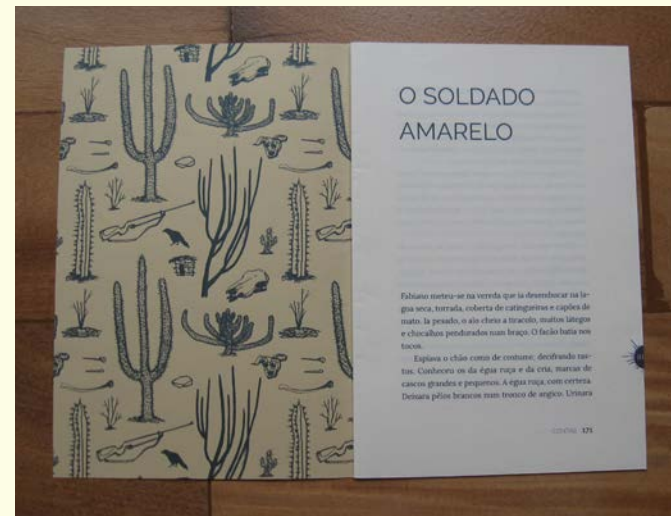 O SOLDADO
AMARELO
Fabiano meteu-se na vereda que ia desembocar na la-
goa seca, torrada, coberta de catingueiras e capões de
mato. Ia pesado, o aió cheio a tiracolo, muitos látegos
e chocalhos pendurados num braço. O facão batia nos
tocos.
Espiava o chão como de costume, decifrando ras-
tos. Conheceu os da égua ruça e da cria, marcas de
cascos grandes e pequenos. A égua ruça, com certeza.
Deixara pêlos brancos num tronco de angico. Urinara
175